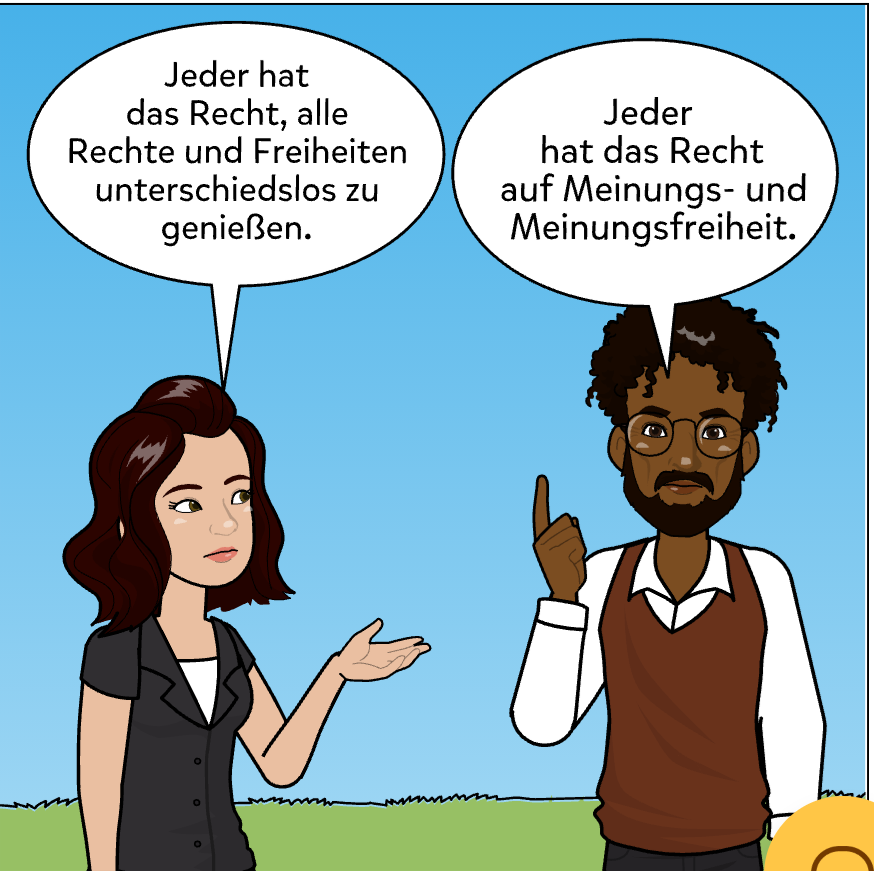 Jeder hat
das Recht, alle
Rechte und Freiheiten
unterschiedslos zu
genießen.
Jeder
hat das Recht
auf Meinungs- und
Meinungsfreiheit.